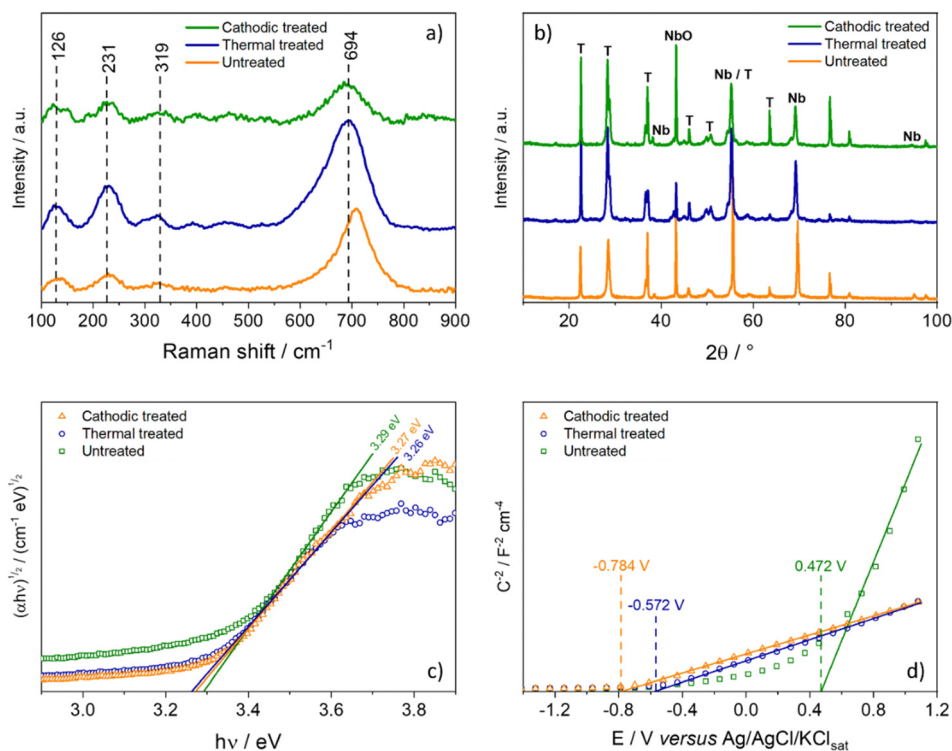 a)
Cathodic treated
Thermal treated
Untreated
126
231
319
694
Intensity / a.u.
100 200 300 400 500 600 700 800 900
Raman shift / cm-1
b)
Cathodic treated
Thermal treated
Untreated
T
T
T
Nb
NbO
T
T
Nb / T
T
Nb
Nb
Intensity / a.u.
20 40 60 80 100
2θ / °
Cathodic treated
Thermal treated
Untreated
3.29 eV
3.27 eV
3.26 eV
c)
(αhν)1/2 / (cm-1 eV)1/2
3.0 3.2 3.4 3.6 3.8
hν / eV
Cathodic treated
Thermal treated
Untreated
-0.784 V
-0.572 V
0.472 V
d)
C-2 / F-2 cm-4
-1.2 -0.8 -0.4 0.0 0.4 0.8 1.2
E / V versus Ag/AgCl/KClsat